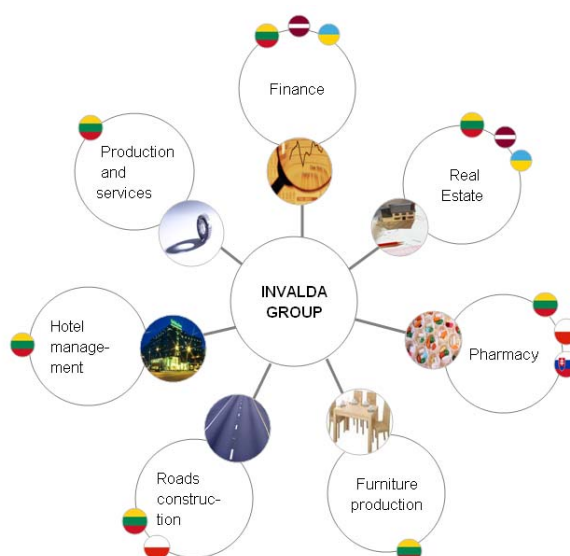 Finance
Production
and
services
Real
Estate
INVALDA
GROUP
Hotel
manage-
ment
Pharmacy
Roads
construc-
tion
Furniture
production